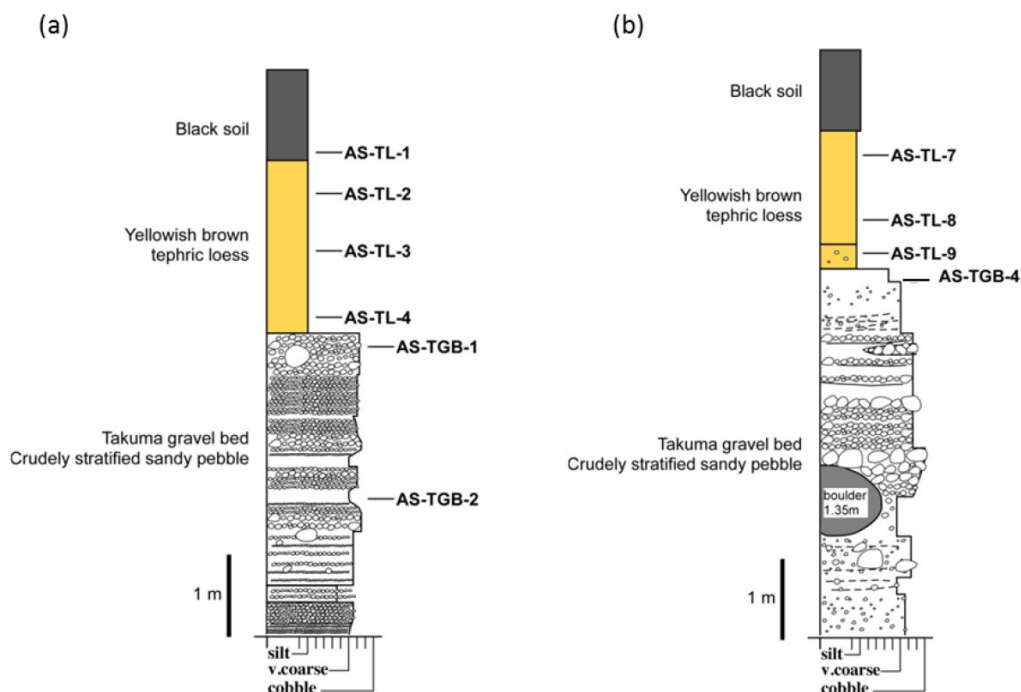 (a)
Black soil
AS-TL-1
AS-TL-2
Yellowish brown
tephric loess
AS-TL-3
AS-TL-4
AS-TGB-1
Takuma gravel bed
Crudely stratified sandy pebble
AS-TGB-2
1 m
silt
v.coarse
cobble
(b)
Black soil
AS-TL-7
Yellowish brown
tephric loess
AS-TL-8
AS-TL-9
AS-TGB-4
Takuma gravel bed
Crudely stratified sandy pebble
boulder
1.35m
1 m
silt
v.coarse
cobble